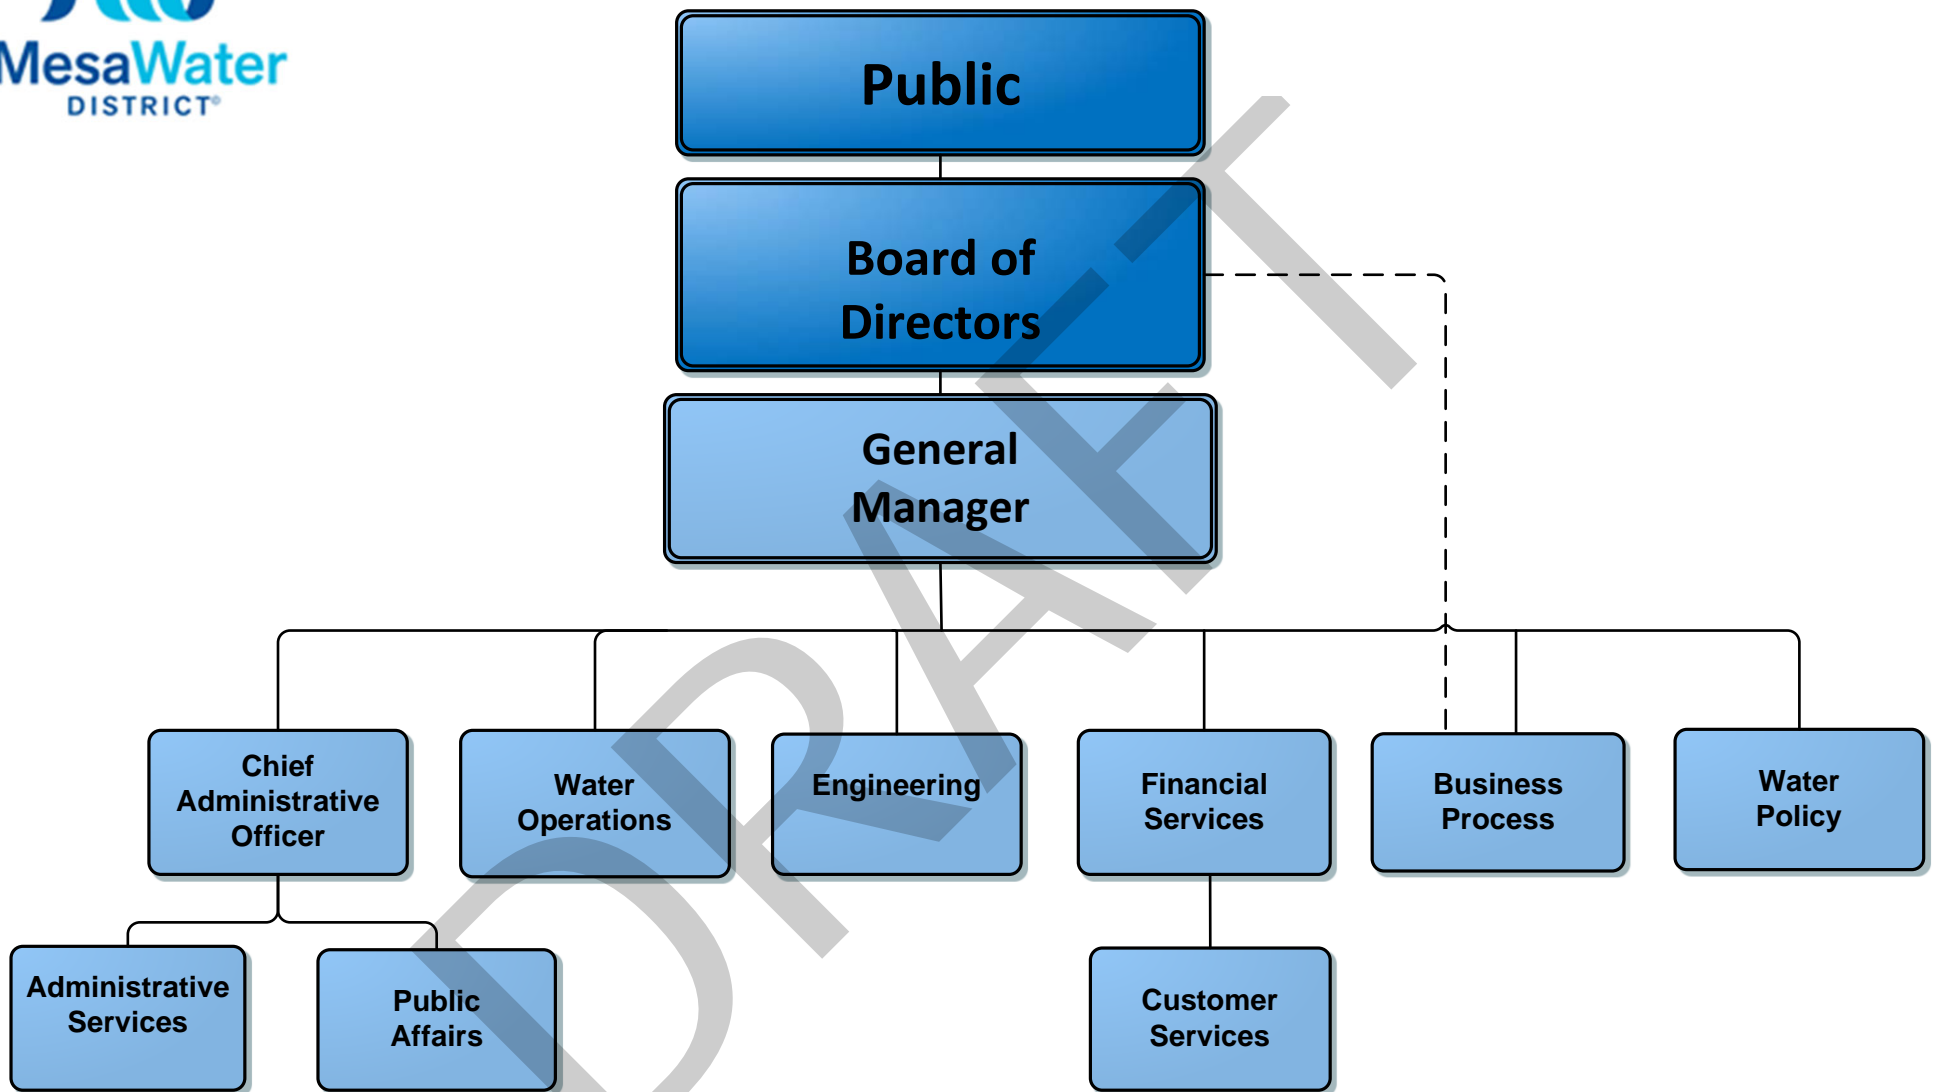 MesaWater
DISTRICT®
Public
Board of
Directors
General
Manager
Chief
Administrative
Officer
Water
Operations
Engineering
Financial
Services
Business
Process
Water
Policy
Administrative
Services
Public
Affairs
Customer
Services
DRAFT